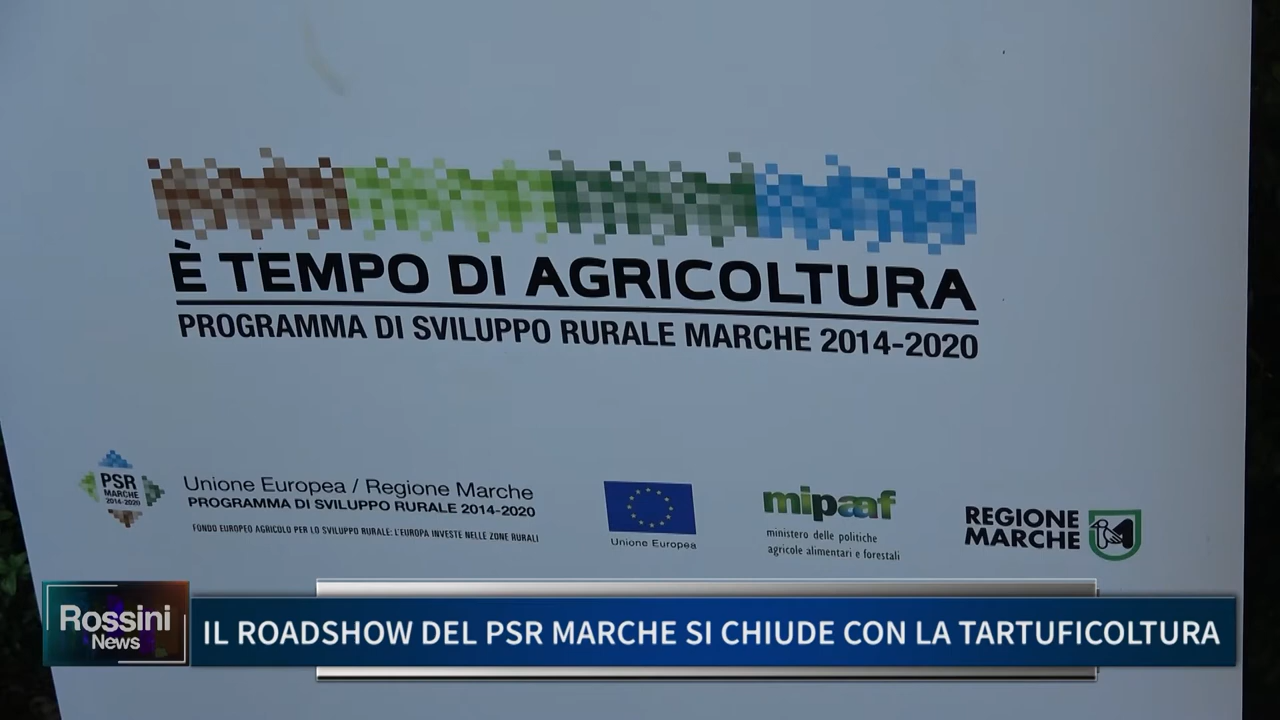 È TEMPO DI AGRICOLTURA
PROGRAMMA DI SVILUPPO RURALE MARCHE 2014-2020
PSR
MARCHE
2014-2020
Unione Europea / Regione Marche
PROGRAMMA DI SVILUPPO RURALE 2014-2020
FONDO EUROPEO AGRICOLO PER LO SVILUPPO RURALE: L'EUROPA INVESTE NELLE ZONE RURALI
Unione Europea
mipaaf
ministero delle politiche
agricole alimentari e forestali
REGIONE
MARCHE
Rossini
News
IL ROADSHOW DEL PSR MARCHE SI CHIUDE CON LA TARTUFICOLTURA